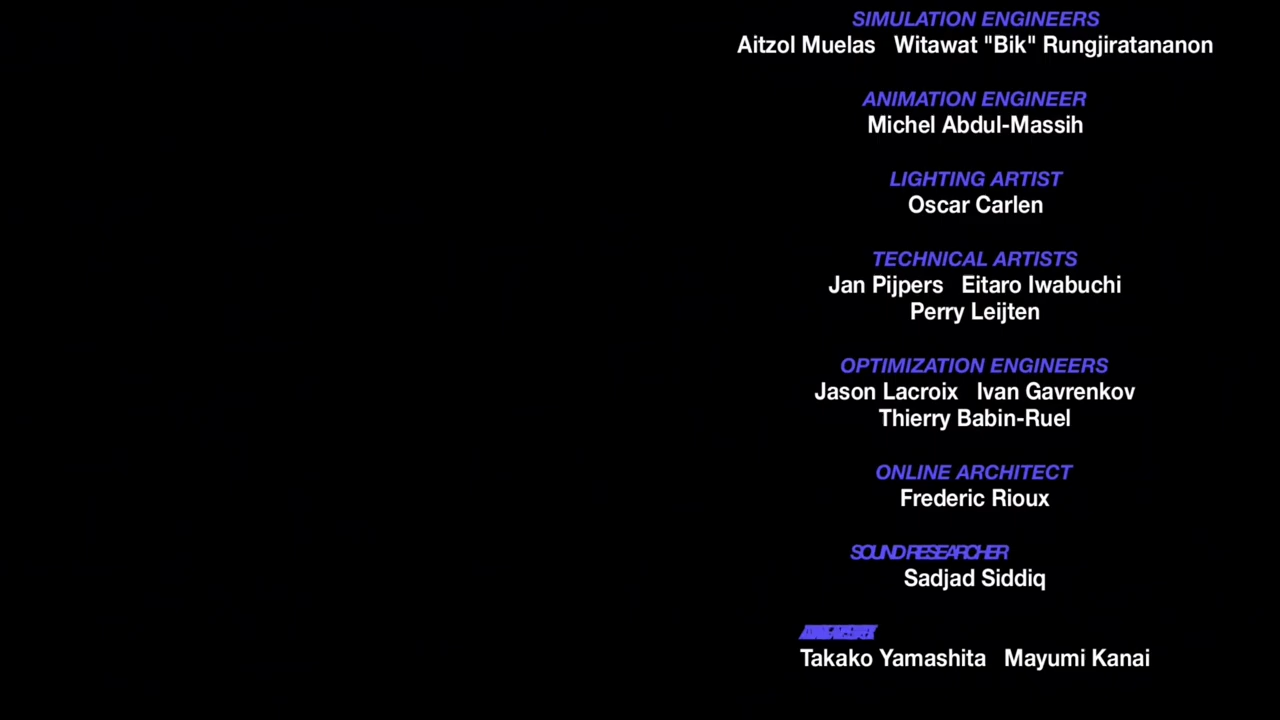 SIMULATION ENGINEERS
Aitzol Muelas Witawat "Bik" Rungjiratananon
ANIMATION ENGINEER
Michel Abdul-Massih
LIGHTING ARTIST
Oscar Carlen
TECHNICAL ARTISTS
Jan Pijpers Eitaro Iwabuchi
Perry Leijten
OPTIMIZATION ENGINEERS
Jason Lacroix Ivan Gavrenkov
Thierry Babin-Ruel
ONLINE ARCHITECT
Frederic Rioux
SOUND RESEARCHER
Sadjad Siddiq
Takako Yamashita Mayumi Kanai